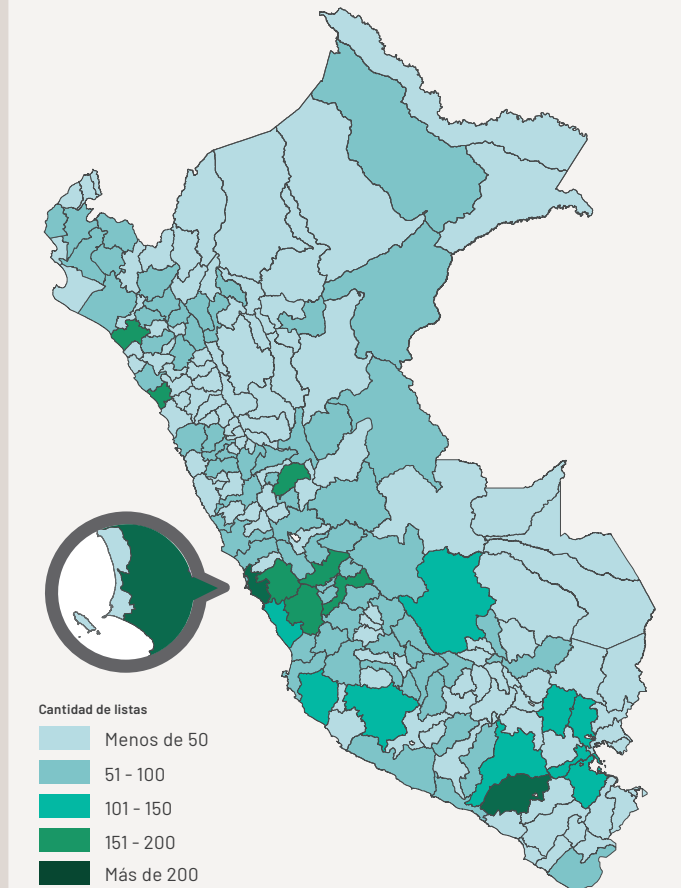 Cantidad de listas
Menos de 50
51 - 100
101 - 150
151 - 200
Más de 200